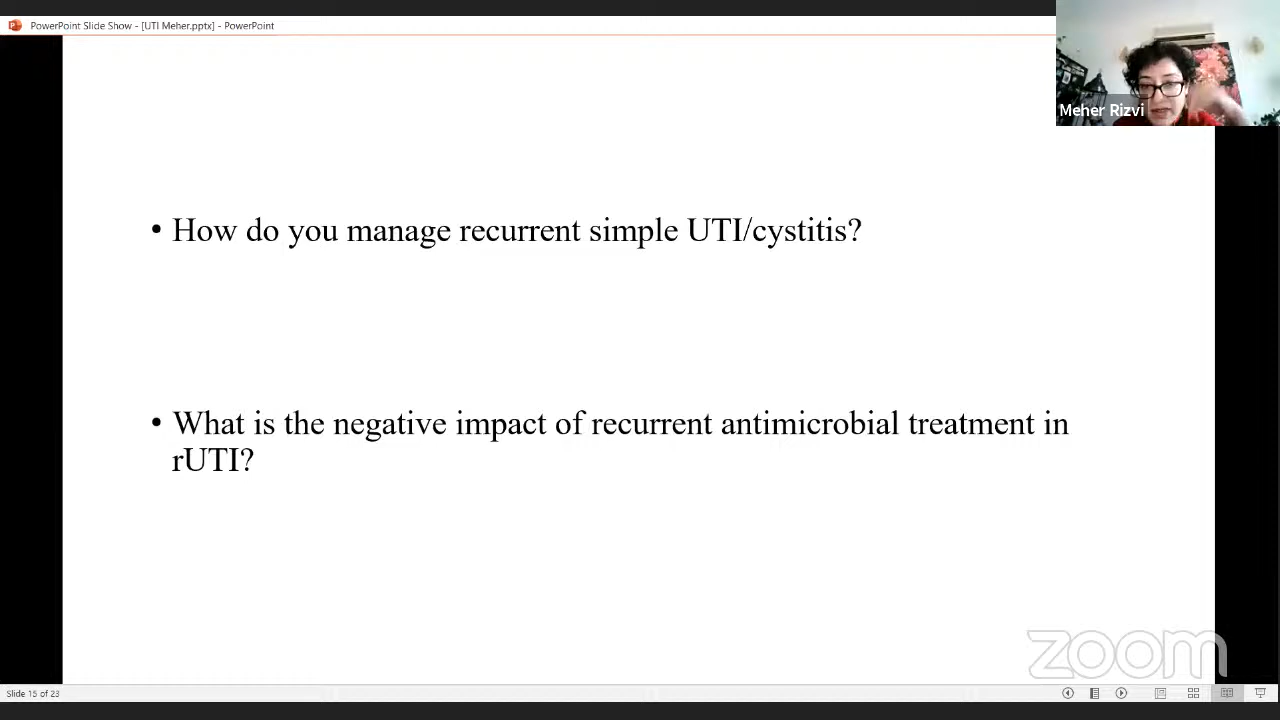 PowerPoint Slide Show - [UTI Meher.pptx] - PowerPoint
Meher Rizvi
• How do you manage recurrent simple UTI/cystitis?
• What is the negative impact of recurrent antimicrobial treatment in
rUTI?
zoom
Slide 15 of 23